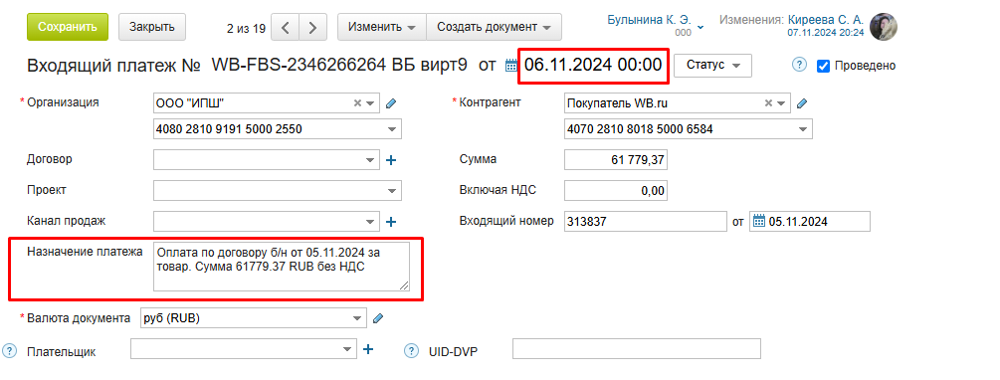 Сохранить Закрыть 2 из 19 Изменить Создать документ Булынина К. Э. Изменения: Киреева С. А.
000 07.11.2024 20:24
Входящий платеж № WB-FBS-2346266264 ВБ вирт9 от 06.11.2024 00:00 Статус ? Проведено
* Организация ООО "ИПШ" * Контрагент Покупатель WB.ru
4080 2810 9191 5000 2550 4070 2810 8018 5000 6584
Договор Сумма 61 779,37
Проект Включая НДС 0,00
Канал продаж Входящий номер 313837 от 05.11.2024
Назначение платежа Оплата по договору б/н от 05.11.2024 за
товар. Сумма 61779.37 RUB без НДС
* Валюта документа руб (RUB)
? Плательщик ? UID-DVP